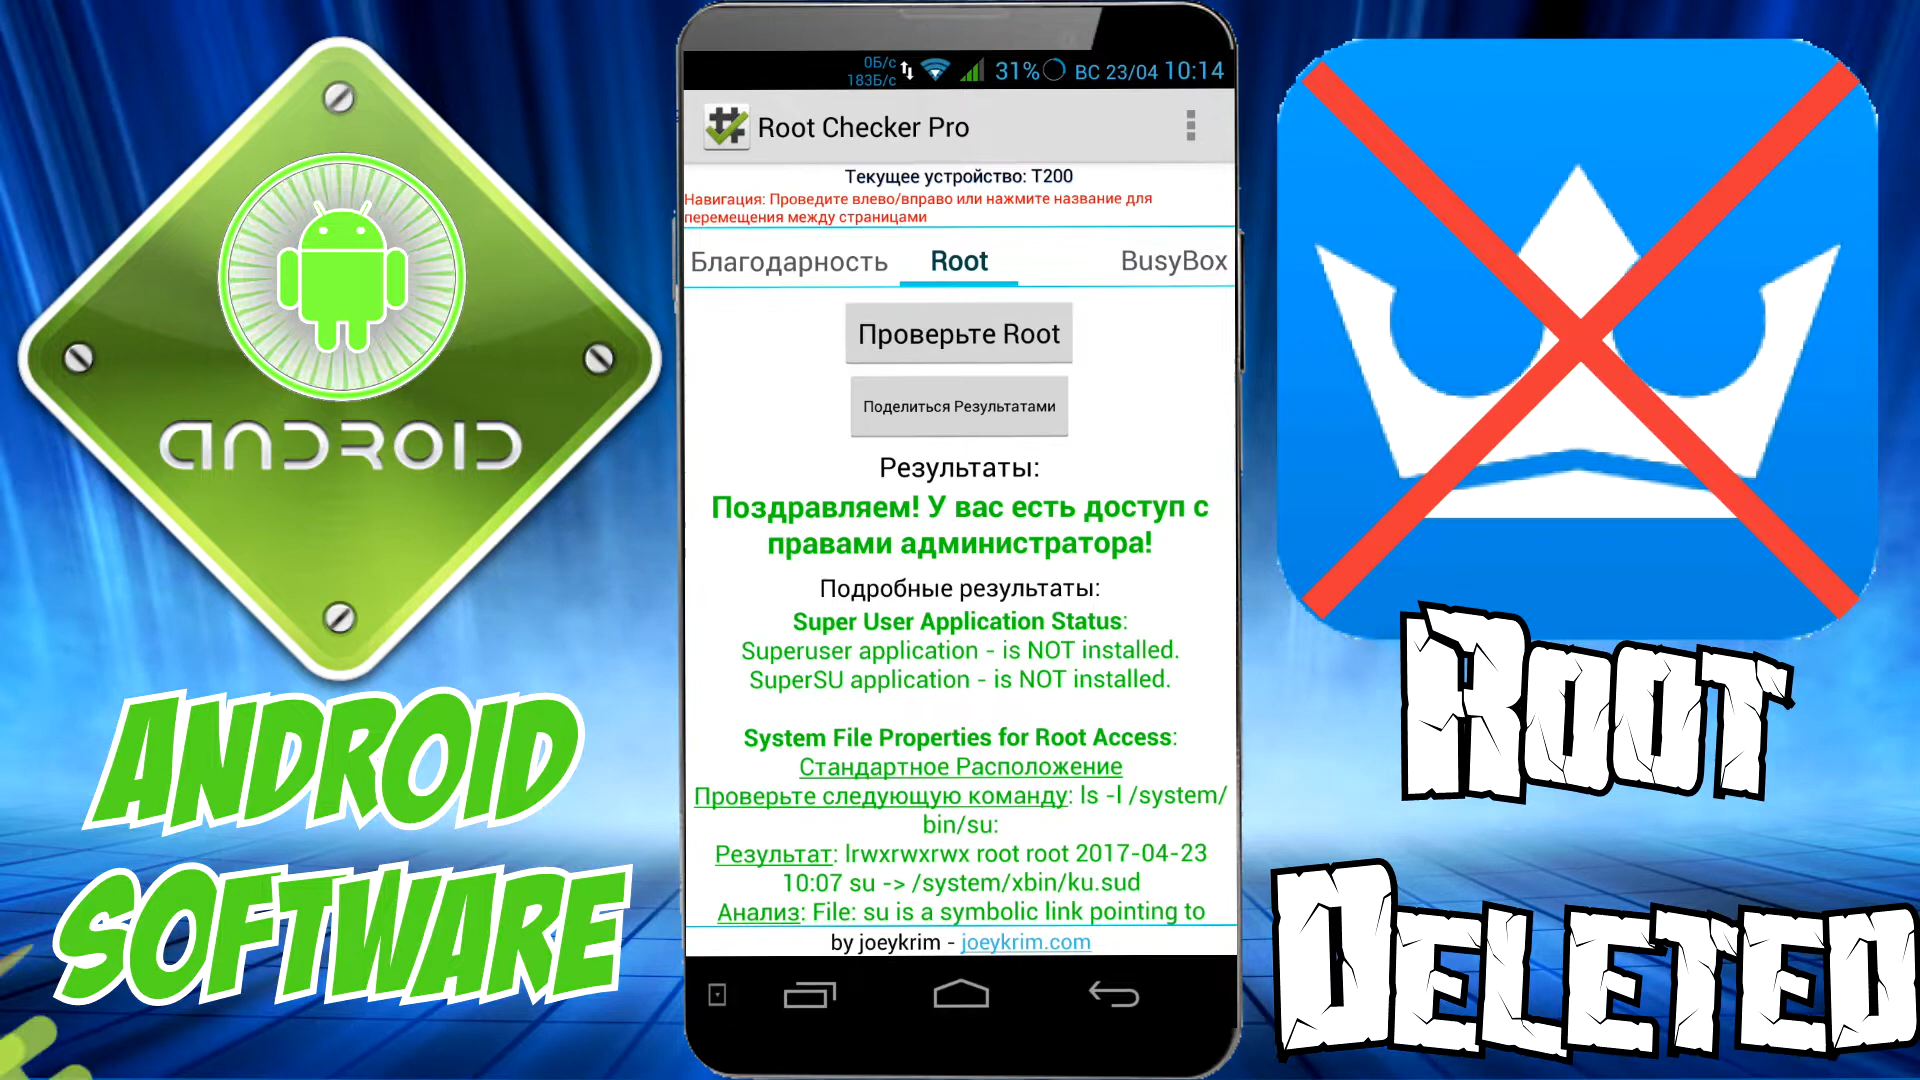 ANDROID
ANDROID
SOFTWARE
0Б/с
183Б/с
31%
ВС 23/04 10:14
Root Checker Pro
Текущее устройство: T200
Навигация: Проведите влево/вправо или нажмите название для
перемещения между страницами
Благодарность Root BusyBox
Проверьте Root
Поделиться Результатами
Результаты:
Поздравляем! У вас есть доступ с
правами администратора!
Подробные результаты:
Super User Application Status:
Superuser application - is NOT installed.
SuperSU application - is NOT installed.
System File Properties for Root Access:
Стандартное Расположение
Проверьте следующую команду: ls -l /system/
bin/su:
Результат: lrwxrwxrwx root root 2017-04-23
10:07 su -> /system/xbin/ku.sud
Анализ: File: su is a symbolic link pointing to
by joeykrim - joeykrim.com
Root
Deleted